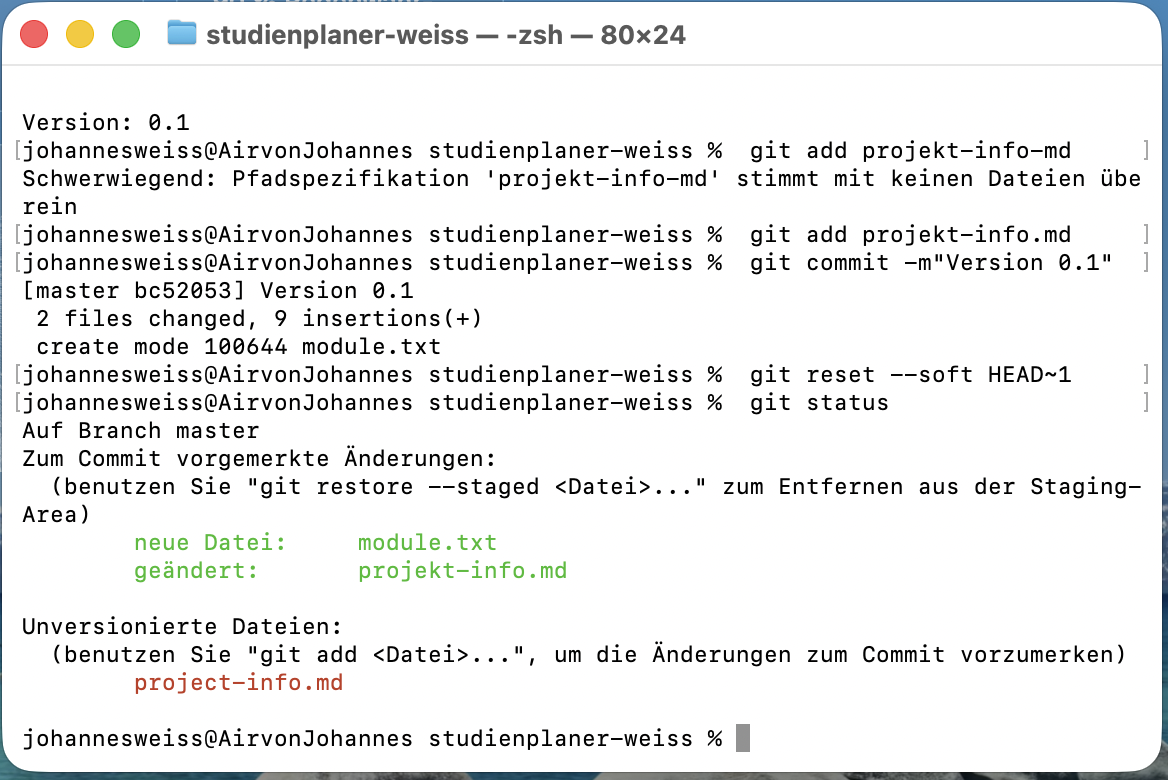 studienplaner-weiss — -zsh — 80×24
Version: 0.1
[johannesweiss@AirvonJohannes studienplaner-weiss %  git add projekt-info-md ]
Schwerwiegend: Pfadspezifikation 'projekt-info-md' stimmt mit keinen Dateien übe
rein
[johannesweiss@AirvonJohannes studienplaner-weiss %  git add projekt-info.md ]
[johannesweiss@AirvonJohannes studienplaner-weiss %  git commit -m"Version 0.1" ]
[master bc52053] Version 0.1
 2 files changed, 9 insertions(+)
 create mode 100644 module.txt
[johannesweiss@AirvonJohannes studienplaner-weiss %  git reset --soft HEAD~1 ]
[johannesweiss@AirvonJohannes studienplaner-weiss %  git status ]
Auf Branch master
Zum Commit vorgemerkte Änderungen:
  (benutzen Sie "git restore --staged <Datei>..." zum Entfernen aus der Staging-
Area)
        neue Datei:     module.txt
        geändert:       projekt-info.md
Unversionierte Dateien:
  (benutzen Sie "git add <Datei>...", um die Änderungen zum Commit vorzumerken)
        project-info.md
johannesweiss@AirvonJohannes studienplaner-weiss %